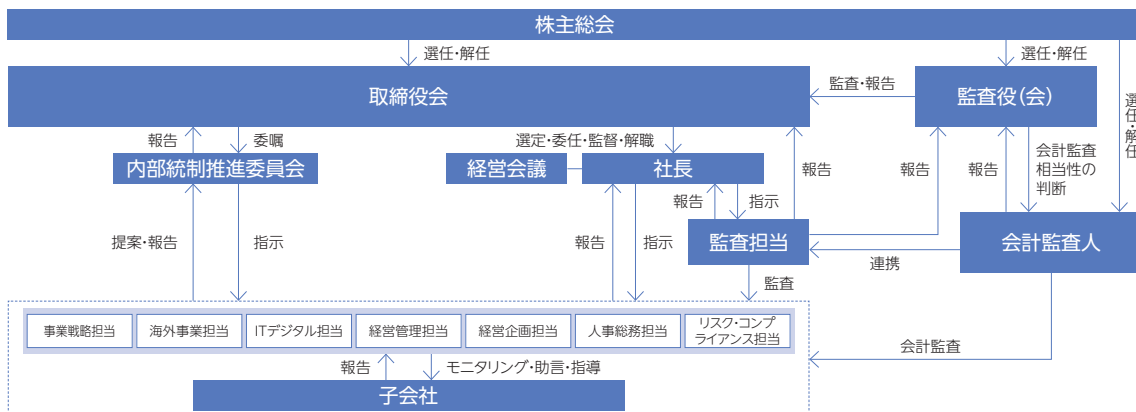 株主総会
選任・解任
選任・解任
選任・解任
取締役会
監査・報告
監査役(会)
報告
委嘱
選定・委任・監督・解職
報告
報告
報告
会計監査
相当性の
判断
内部統制推進委員会
経営会議
社長
報告
指示
監査担当
会計監査人
提案・報告
指示
報告
指示
連携
監査
事業戦略担当
海外事業担当
ITデジタル担当
経営管理担当
経営企画担当
人事総務担当
リスク・コンプ
ライアンス担当
会計監査
報告
モニタリング・助言・指導
子会社